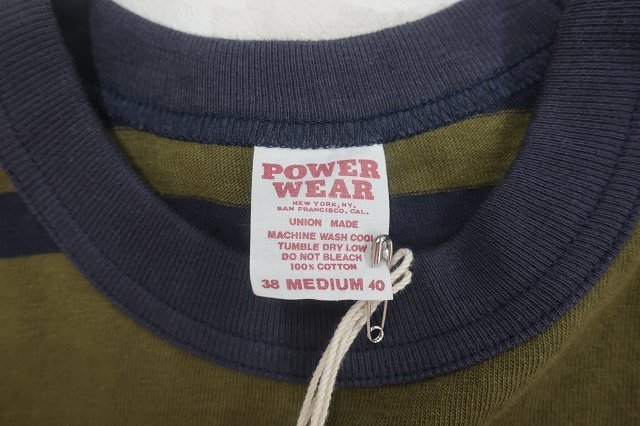 POWER
WEAR
NEW YORK, NY.
SAN FRANCISCO, CAL.
UNION MADE
MACHINE WASH COOL
TUMBLE DRY LOW
DO NOT BLEACH
100% COTTON
38 MEDIUM 40